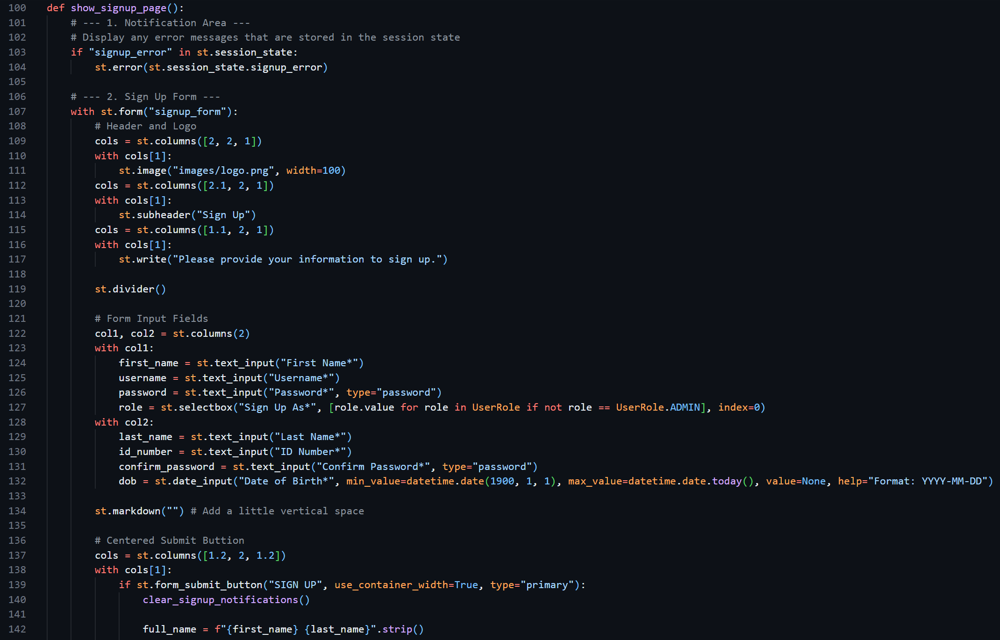 100 def show_signup_page():
101     # --- 1. Notification Area ---
102     # Display any error messages that are stored in the session state
103     if "signup_error" in st.session_state:
104         st.error(st.session_state.signup_error)
105
106     # --- 2. Sign Up Form ---
107     with st.form("signup_form"):
108         # Header and Logo
109         cols = st.columns([2, 2, 1])
110         with cols[1]:
111             st.image("images/logo.png", width=100)
112         cols = st.columns([2.1, 2, 1])
113         with cols[1]:
114             st.subheader("Sign Up")
115         cols = st.columns([1.1, 2, 1])
116         with cols[1]:
117             st.write("Please provide your information to sign up.")
118
119         st.divider()
120
121         # Form Input Fields
122         col1, col2 = st.columns(2)
123         with col1:
124             first_name = st.text_input("First Name*")
125             username = st.text_input("Username*")
126             password = st.text_input("Password*", type="password")
127             role = st.selectbox("Sign Up As*", [role.value for role in UserRole if not role == UserRole.ADMIN], index=0)
128         with col2:
129             last_name = st.text_input("Last Name*")
130             id_number = st.text_input("ID Number*")
131             confirm_password = st.text_input("Confirm Password*", type="password")
132             dob = st.date_input("Date of Birth*", min_value=datetime.date(1900, 1, 1), max_value=datetime.date.today(), value=None, help="Format: YYYY-MM-DD")
133
134         st.markdown("") # Add a little vertical space
135
136         # Centered Submit Buttion
137         cols = st.columns([1.2, 2, 1.2])
138         with cols[1]:
139             if st.form_submit_button("SIGN UP", use_container_width=True, type="primary"):
140                 clear_signup_notifications()
141
142                 full_name = f"{first_name} {last_name}".strip()